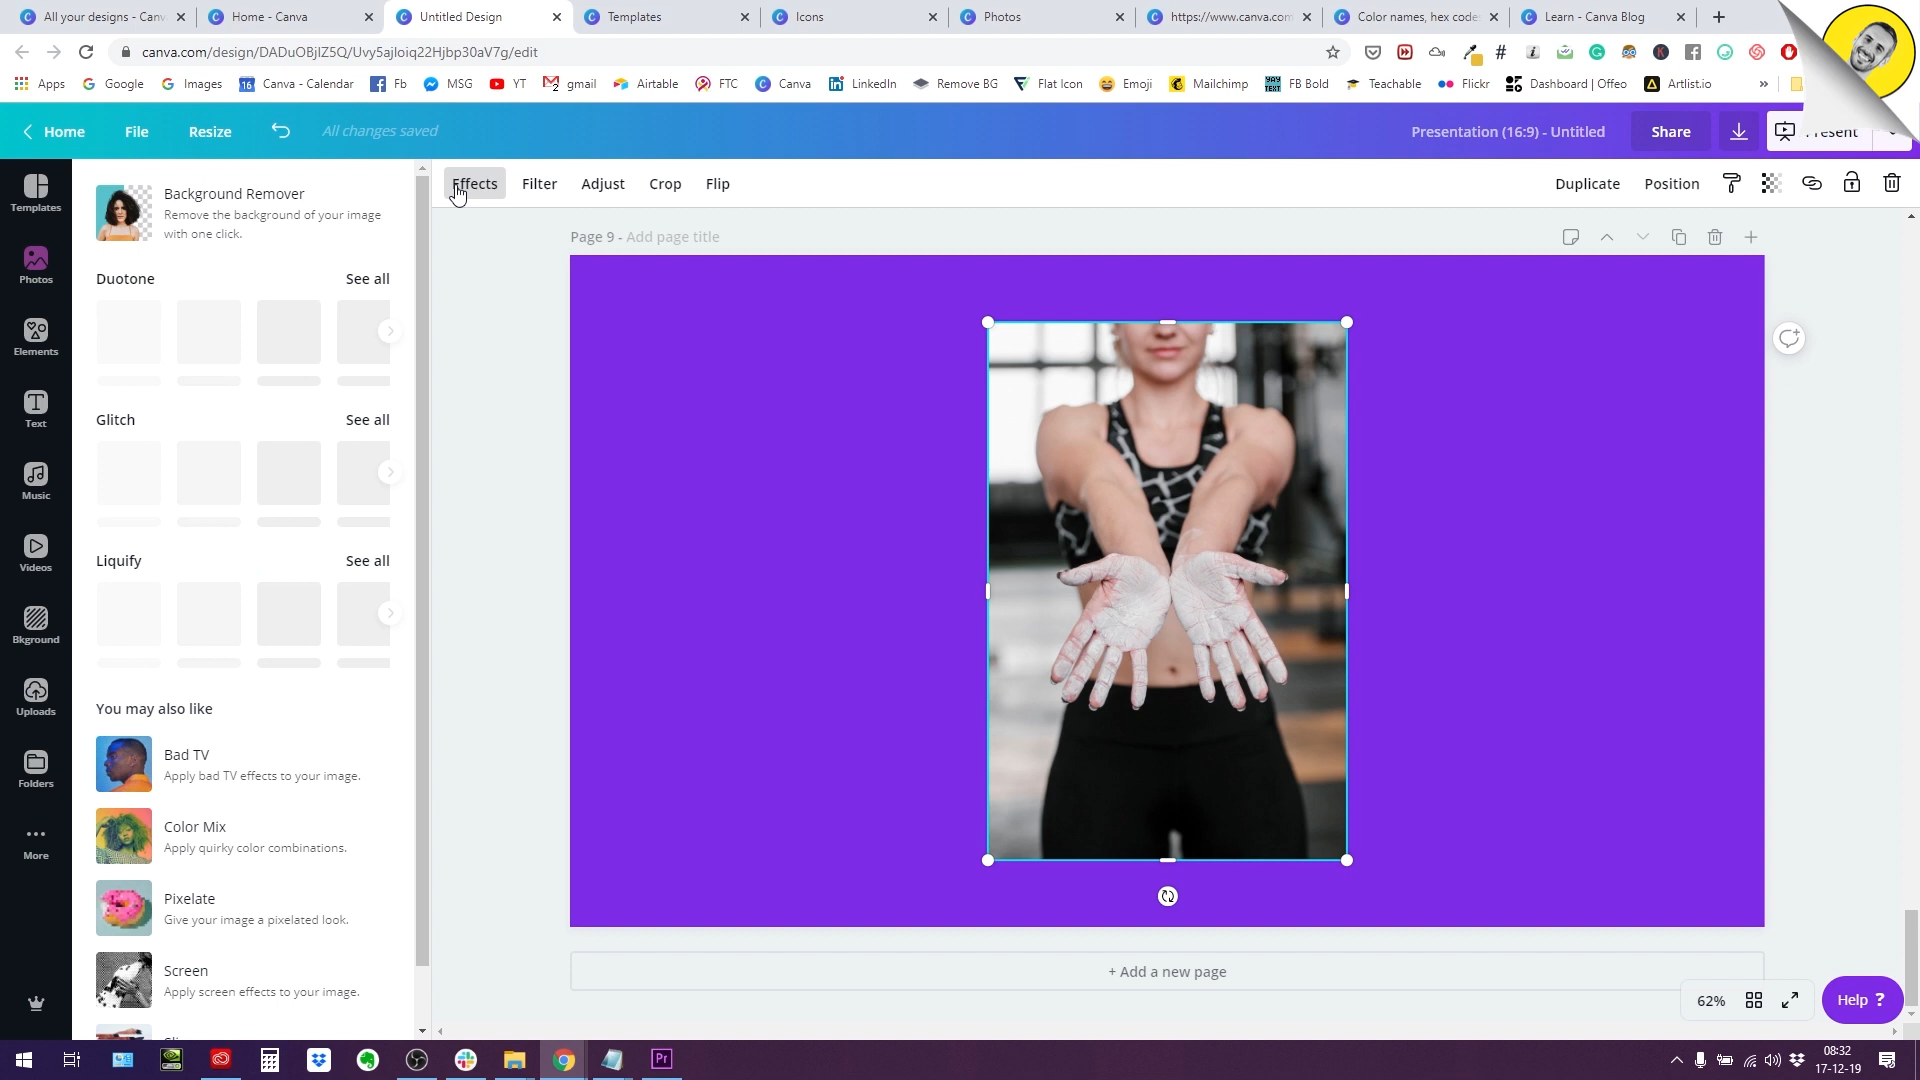 All your designs - Canv
Home - Canva
Untitled Design
Templates
Icons
Photos
https://www.canva.com
Color names, hex code
Learn - Canva Blog
canva.com/design/DADuOBjIZ5Q/Uvy5ajloiq22Hjbp30aV7g/edit
Apps
Google
Images
Canva - Calendar
Fb
MSG
YT
gmail
Airtable
FTC
Canva
LinkedIn
Remove BG
Flat Icon
Emoji
Mailchimp
FB Bold
Teachable
Flickr
Dashboard | Offeo
Artlist.io
Home
File
Resize
All changes saved
Presentation (16:9) - Untitled
Share
Effects
Filter
Adjust
Crop
Flip
Duplicate
Position
Templates
Photos
Elements
Text
Music
Videos
Bkground
Uploads
Folders
More
Background Remover
Remove the background of your image
with one click.
Duotone
See all
Glitch
See all
Liquify
See all
You may also like
Bad TV
Apply bad TV effects to your image.
Color Mix
Apply quirky color combinations.
Pixelate
Give your image a pixelated look.
Screen
Apply screen effects to your image.
Page 9 - Add page title
+ Add a new page
62%
Help ?
Pr
08:32
17-12-19